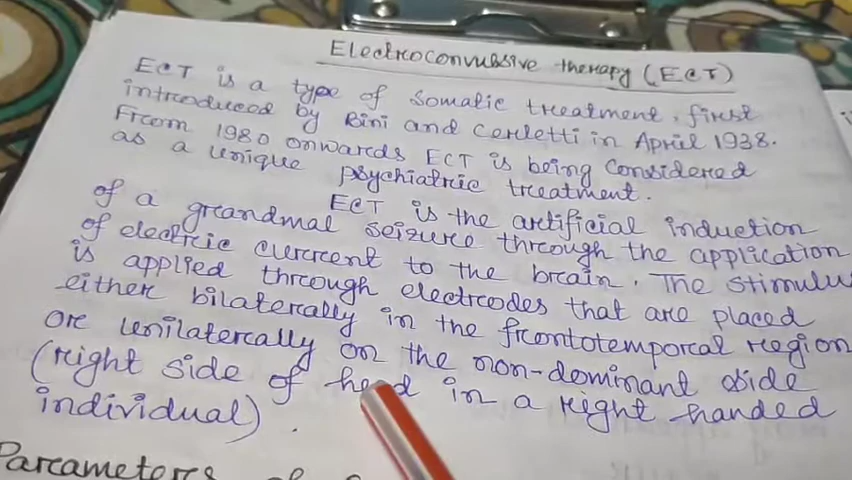 Electroconvulsive therapy (ECT)
ECT is a type of somatic treatment, first
introduced by Bini and Cerletti in April 1938.
From 1980 onwards ECT is being considered
as a unique psychiatric treatment.
ECT is the artificial induction
of a grandmal seizure through the application
of electric current to the brain. The stimulus
is applied through electrodes that are placed
either bilaterally in the frontotemporal region
or unilaterally on the non-dominant side
(right side of head in a right handed
individual).
Parameters of